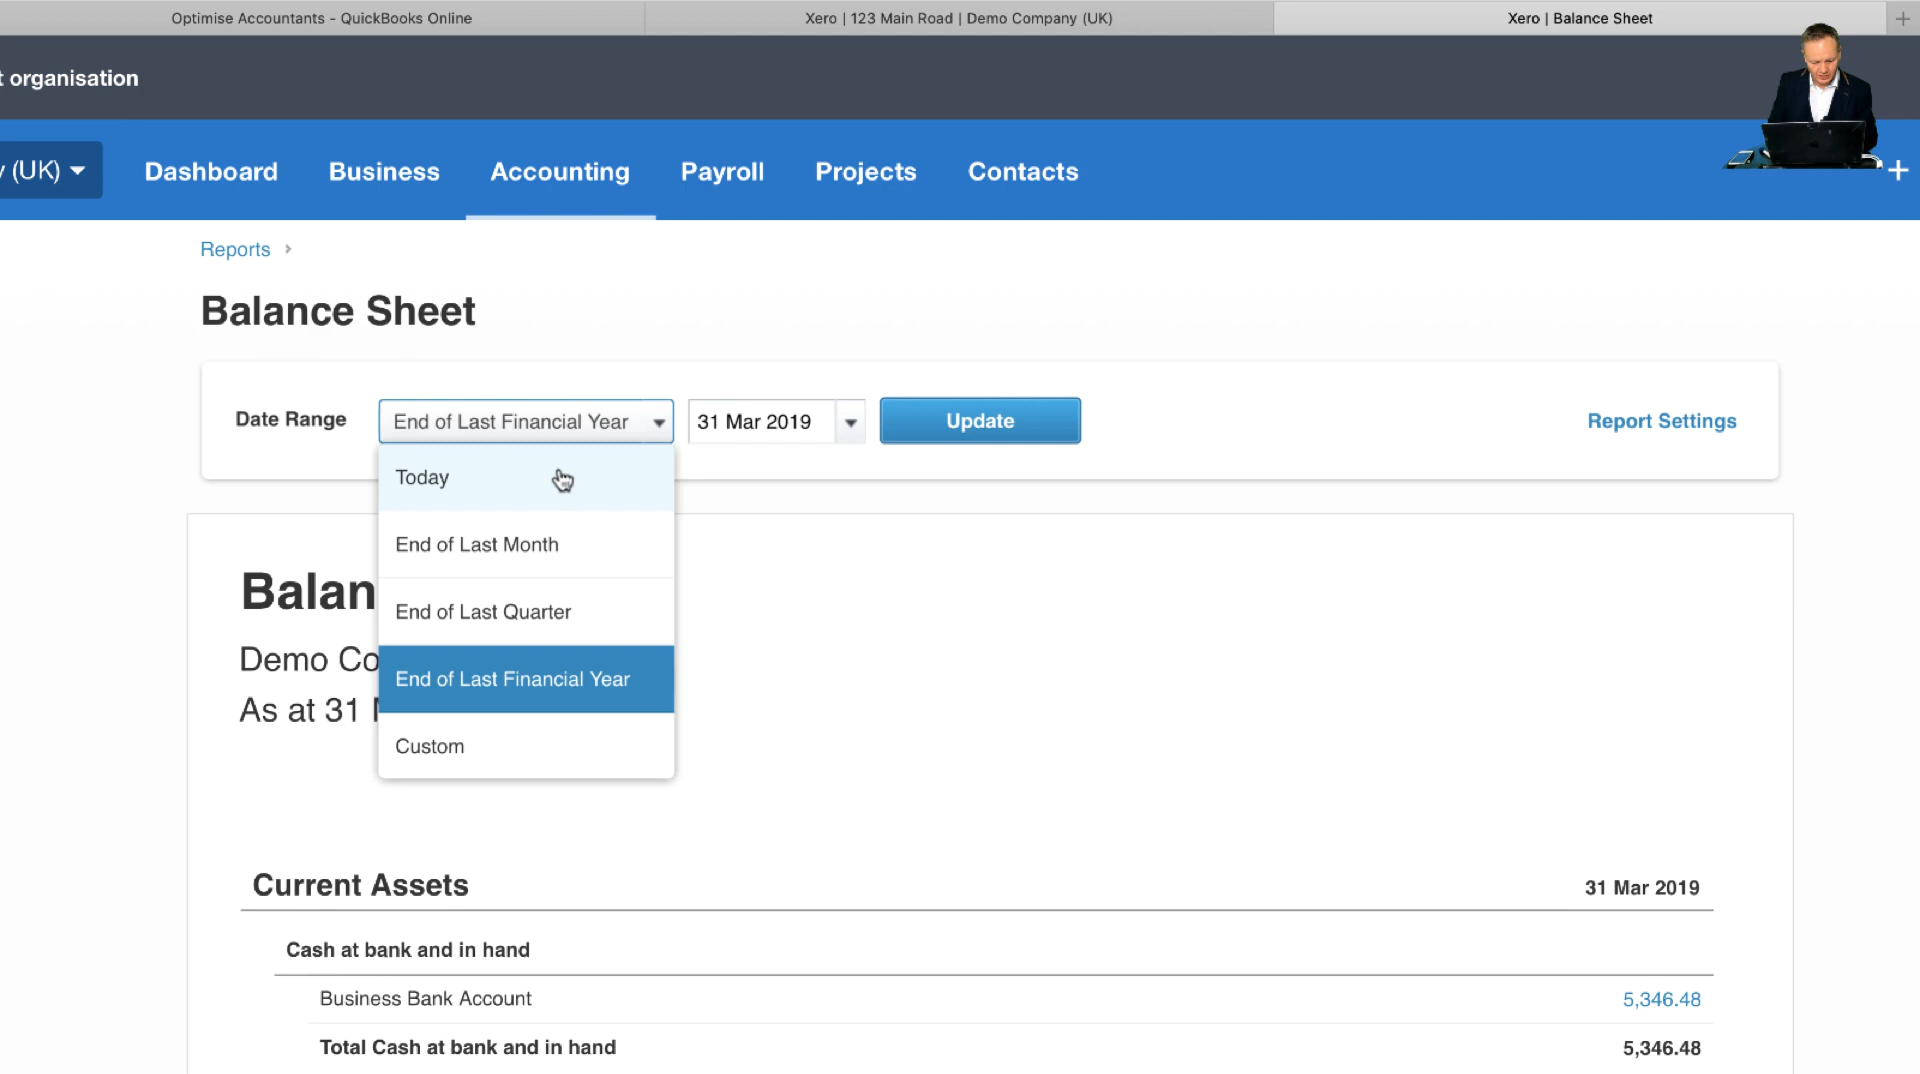 Optimise Accountants - QuickBooks Online
Xero | 123 Main Road | Demo Company (UK)
Xero | Balance Sheet
t organisation
(UK)
Dashboard
Business
Accounting
Payroll
Projects
Contacts
Reports
Balance Sheet
Date Range
End of Last Financial Year
31 Mar 2019
Update
Report Settings
Today
End of Last Month
End of Last Quarter
End of Last Financial Year
Custom
Balan
Demo Co
As at 31
Current Assets
31 Mar 2019
Cash at bank and in hand
Business Bank Account
5,346.48
Total Cash at bank and in hand
5,346.48